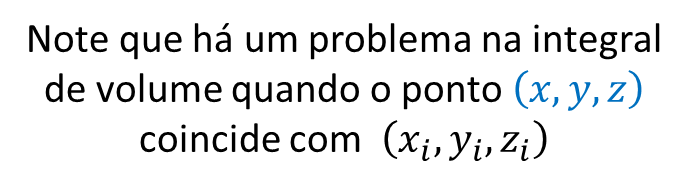 Note que há um problema na integral
de volume quando o ponto (x, y, z)
coincide com (xᵢ, yᵢ, zᵢ)